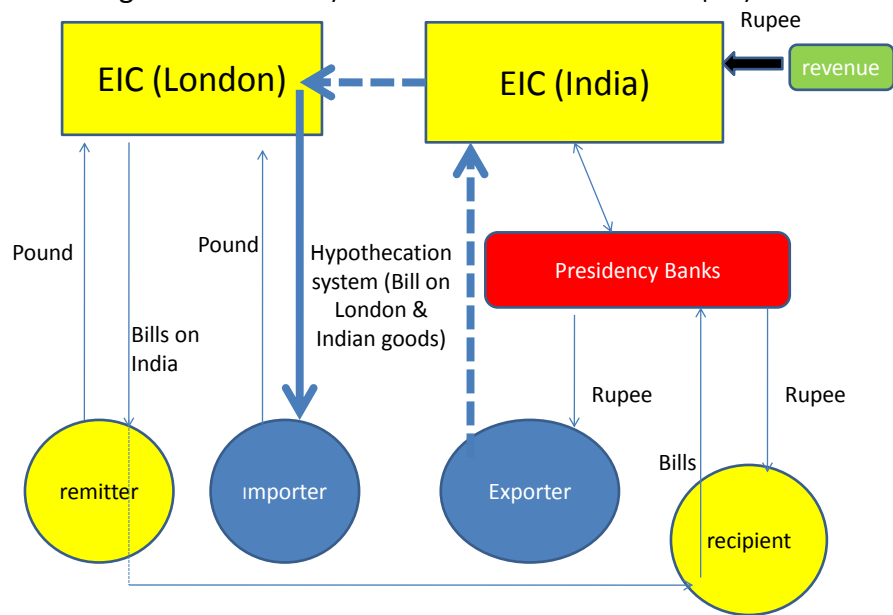 Rupee
EIC (London)
EIC (India)
revenue
Pound
Pound
Hypothecation
system (Bill on
London &
Indian goods)
Presidency Banks
Bills on
India
Rupee
Rupee
Bills
remitter
importer
Exporter
recipient